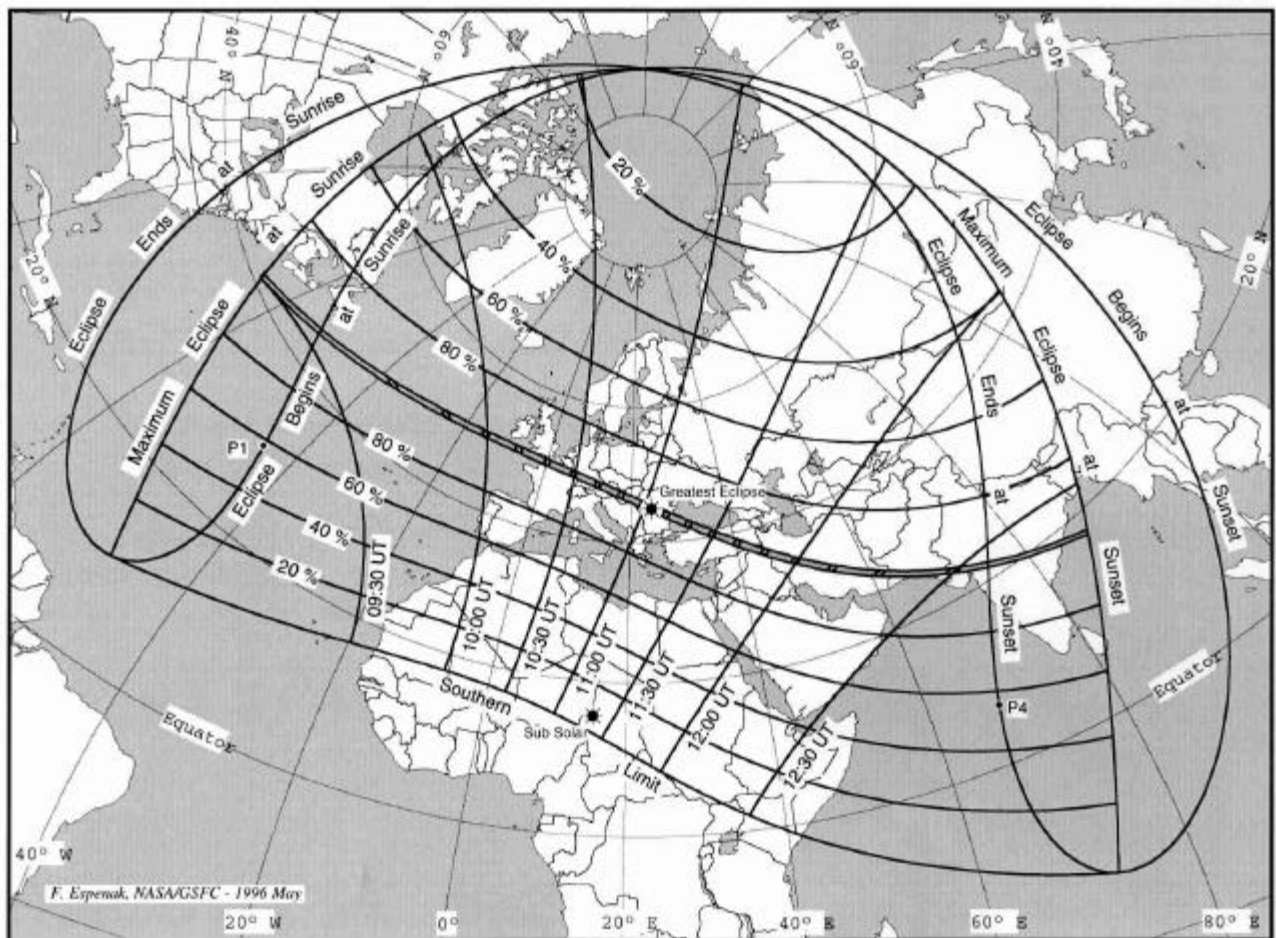 40° N
60°
60°
40° N
20° N
20° N
Eclipse Ends at Sunrise
Maximum Eclipse at Sunrise
Eclipse Begins at Sunrise
Eclipse Begins at Sunset
Maximum Eclipse at Sunset
Eclipse Ends at Sunset
20 %
40 %
60 %
80 %
80 %
60 %
40 %
20 %
P1
Greatest Eclipse
09:30 UT
10:00 UT
10:30 UT
11:00 UT
11:30 UT
12:00 UT
12:30 UT
Southern Limit
Sub Solar
P4
Equator
Equator
40° W
F. Espenak, NASA/GSFC - 1996 May
20° W
0°
20° E
40° E
60° E
80° E